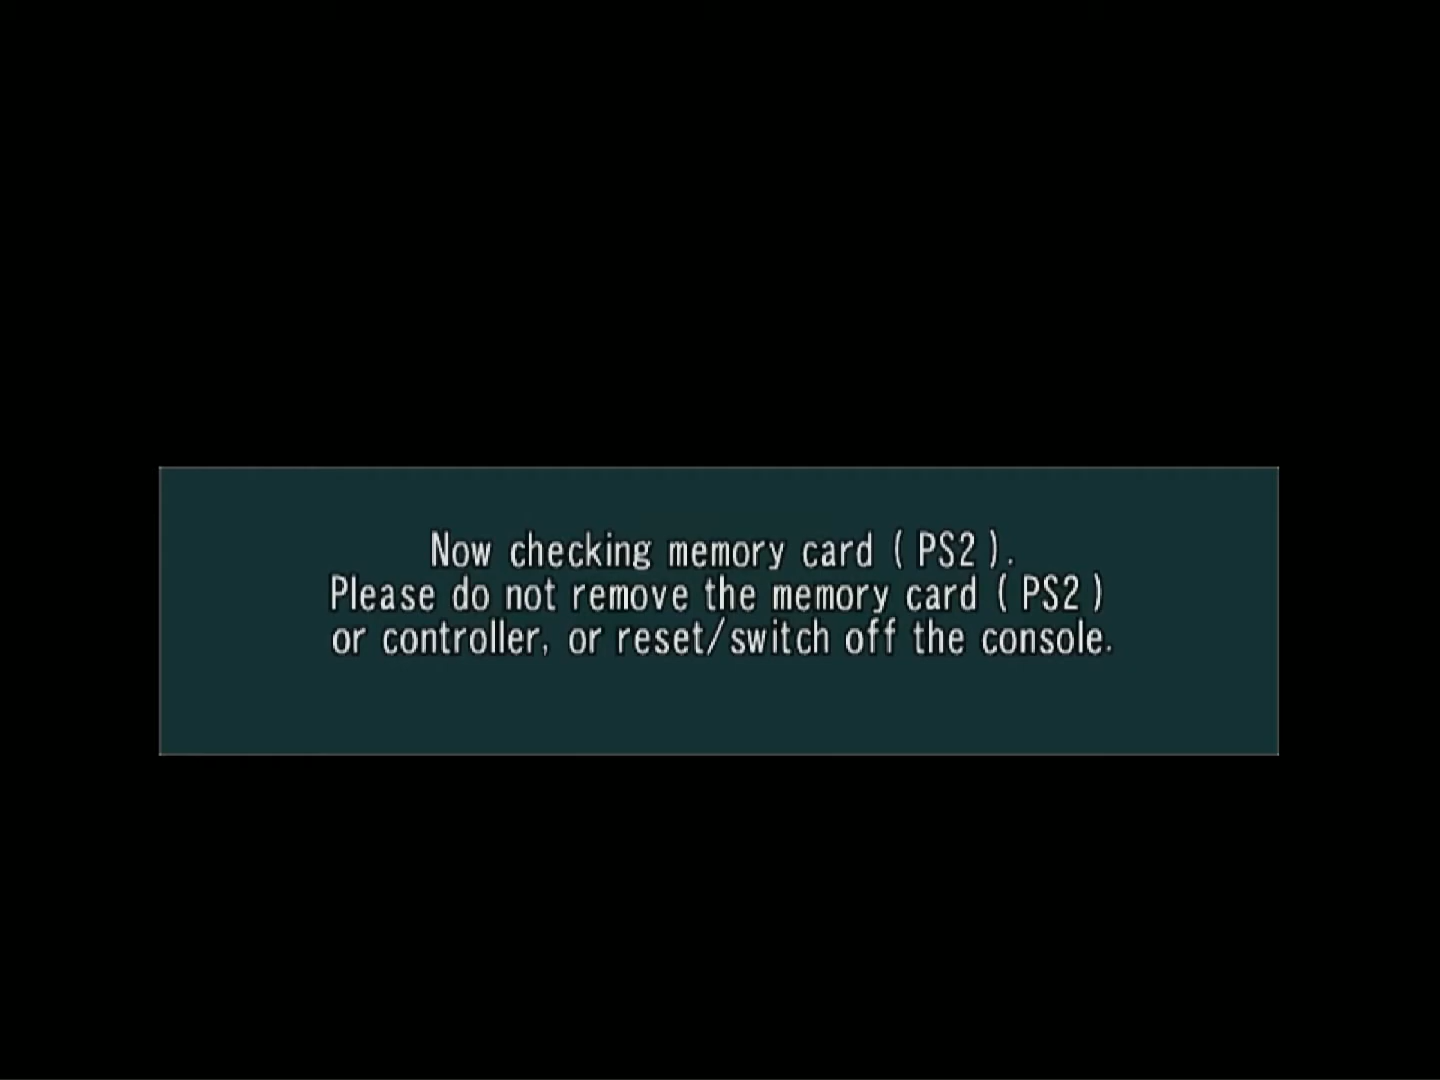 Now checking memory card ( PS2 ).
Please do not remove the memory card ( PS2 )
or controller, or reset/switch off the console.